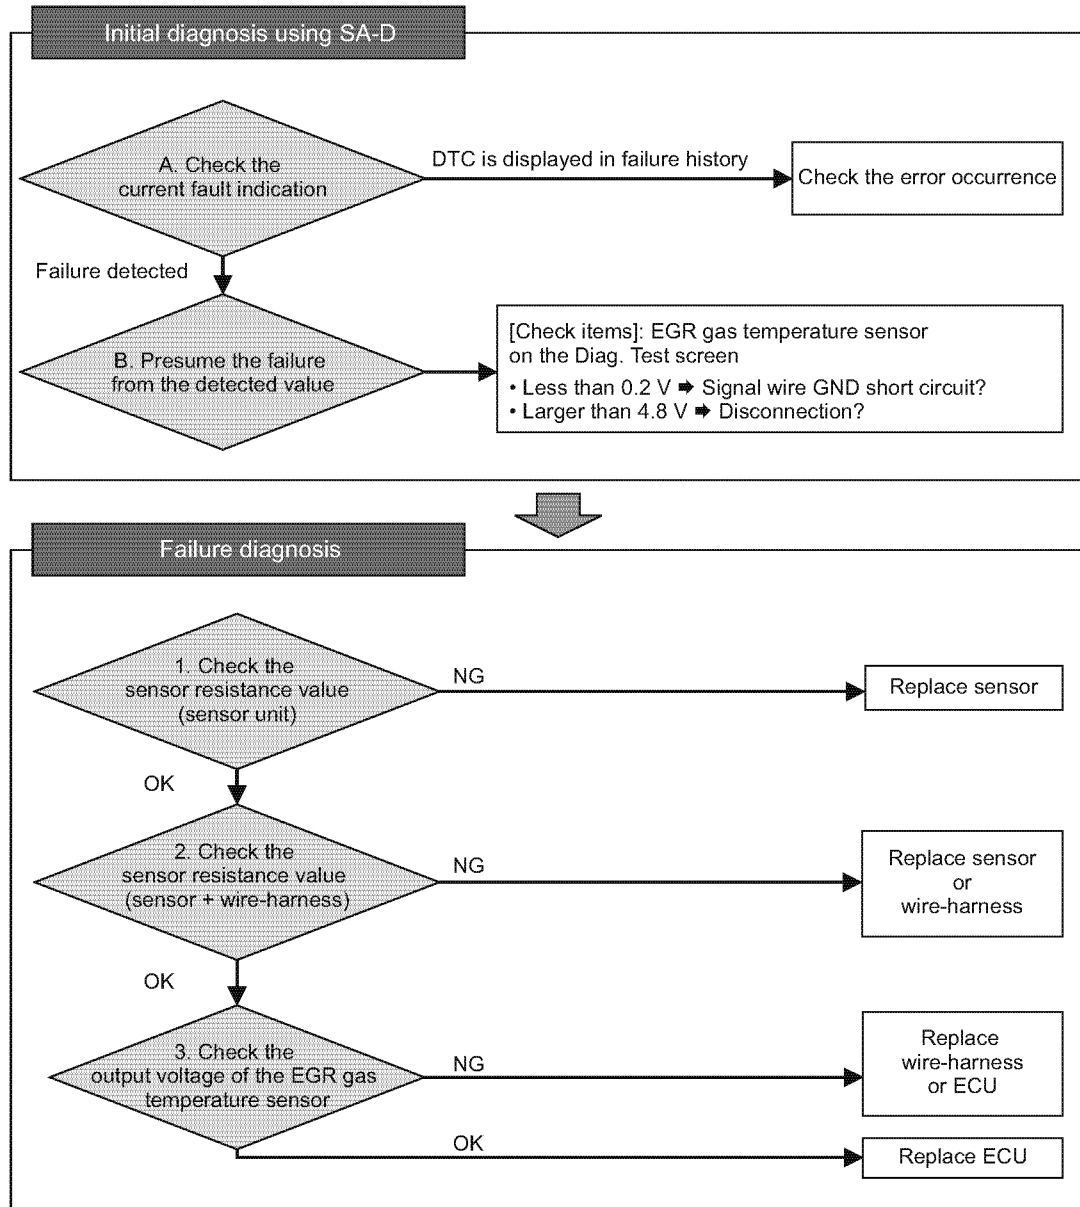 Initial diagnosis using SA-D
A. Check the
current fault indication
DTC is displayed in failure history
Check the error occurrence
Failure detected
B. Presume the failure
from the detected value
[Check items]: EGR gas temperature sensor
on the Diag. Test screen
• Less than 0.2 V ➡ Signal wire GND short circuit?
• Larger than 4.8 V ➡ Disconnection?
Failure diagnosis
1. Check the
sensor resistance value
(sensor unit)
NG
Replace sensor
OK
2. Check the
sensor resistance value
(sensor + wire-harness)
NG
Replace sensor
or
wire-harness
OK
3. Check the
output voltage of the EGR gas
temperature sensor
NG
Replace
wire-harness
or ECU
OK
Replace ECU